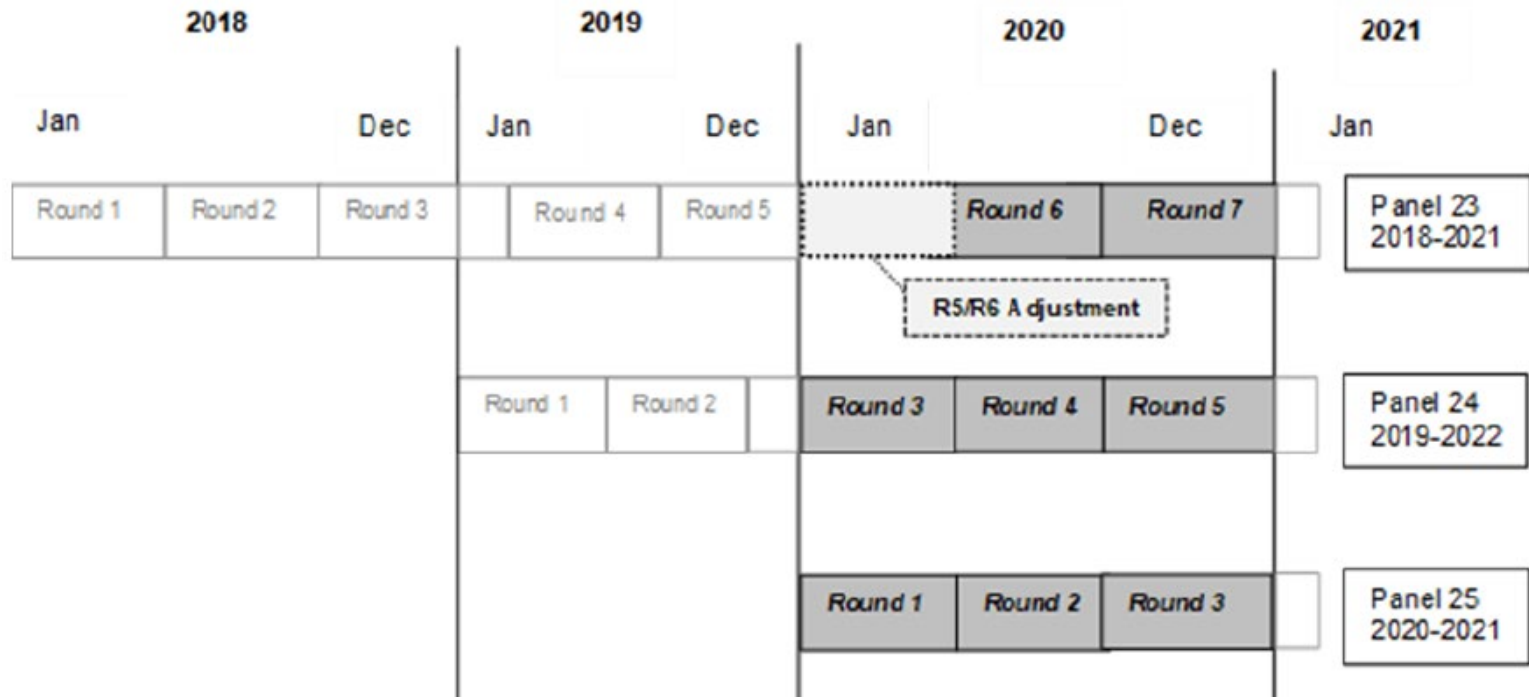 2018 2019 2020 2021
Jan Dec Jan Dec Jan Dec Jan
Round 1 Round 2 Round 3 Round 4 Round 5 Round 6 Round 7 Panel 23
2018-2021
R5/R6 A djustment
Round 1 Round 2 Round 3 Round 4 Round 5 Panel 24
2019-2022
Round 1 Round 2 Round 3 Panel 25
2020-2021